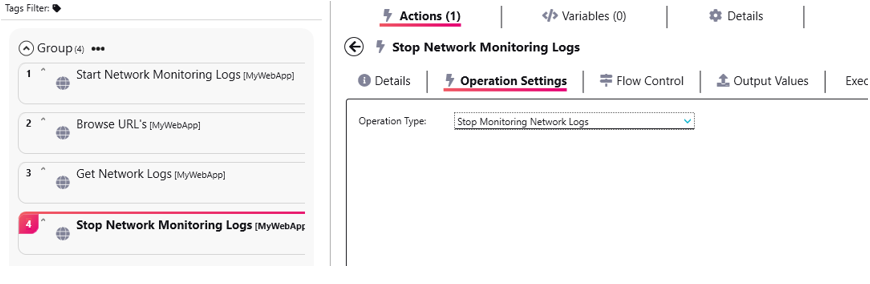 Tags Filter:
Group (4) •••
1 Start Network Monitoring Logs [MyWebApp]
2 Browse URL's [MyWebApp]
3 Get Network Logs [MyWebApp]
4 Stop Network Monitoring Logs [MyWebApp
Actions (1) Variables (0) Details
Stop Network Monitoring Logs
Details Operation Settings Flow Control Output Values Exec
Operation Type: Stop Monitoring Network Logs